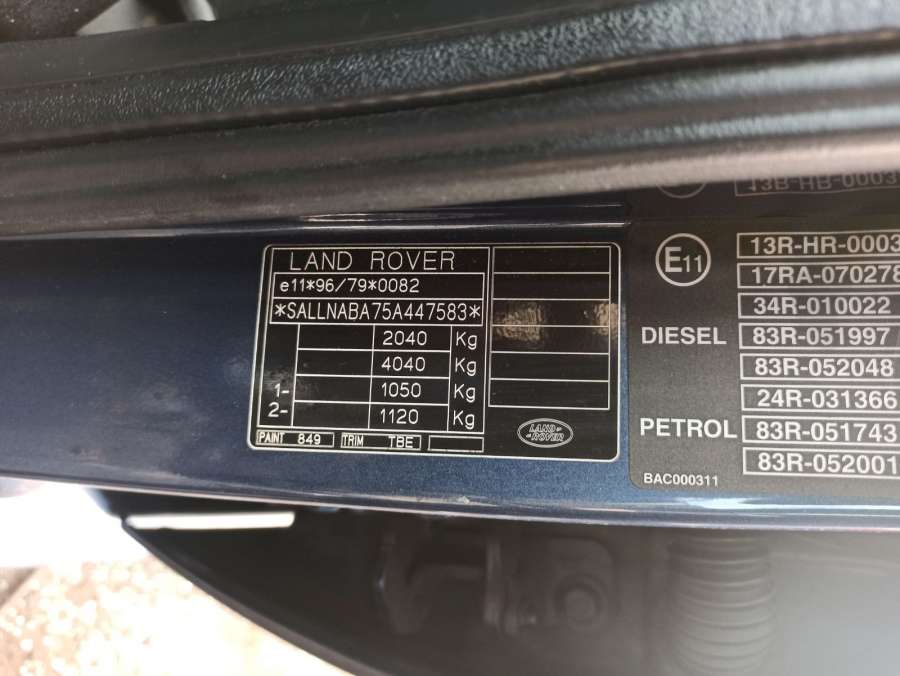 LAND ROVER
e11*96/79*0082
*SALLNABA75A447583*
2040 Kg
4040 Kg
1- 1050 Kg
2- 1120 Kg
PAINT 849 TRIM TBE
LAND-
-ROVER
13R-HR-0003
E11
13R-HR-0003
17RA-070278
34R-010022
DIESEL 83R-051997
83R-052048
24R-031366
PETROL 83R-051743
83R-052001
BAC000311